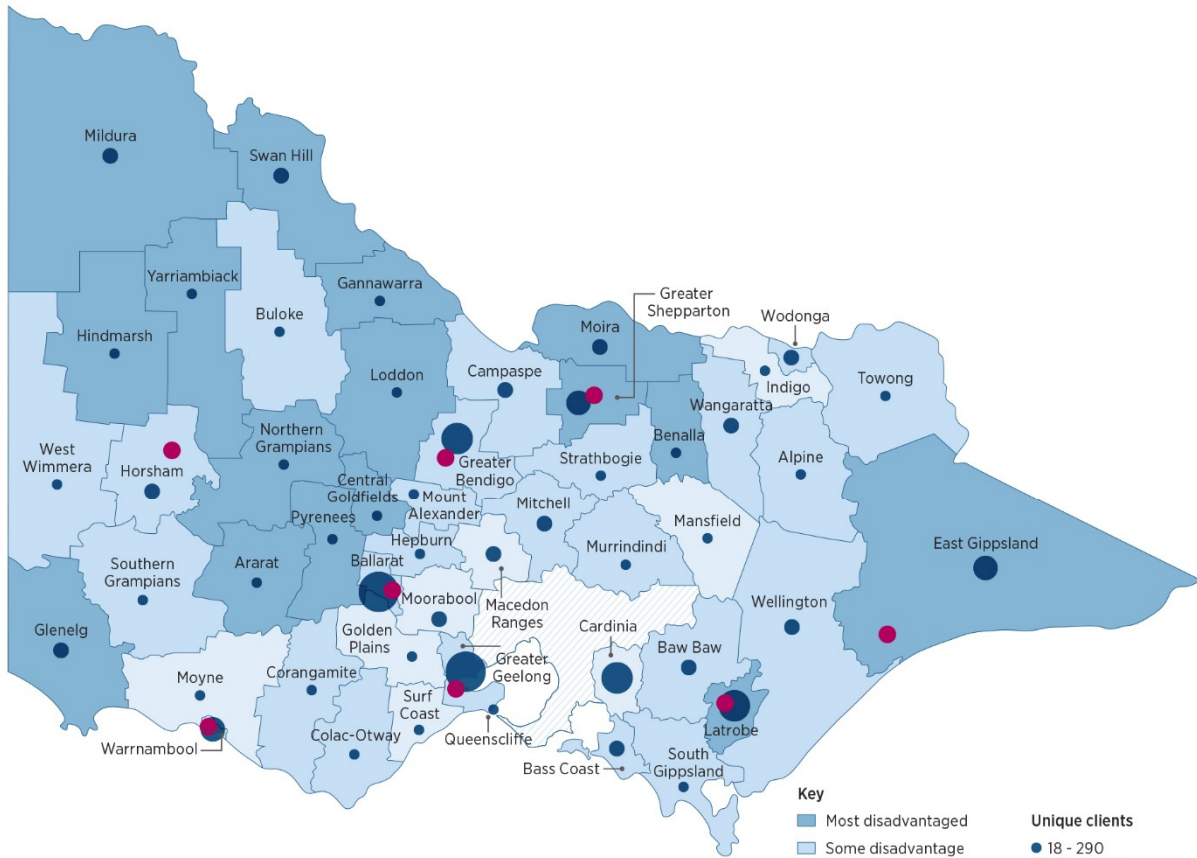 Mildura
Swan Hill
Yarriambiack
Gannawarra
Buloke
Hindmarsh
Greater
Shepparton
Wodonga
Moira
Loddon
Campaspe
Indigo
Towong
Wangaratta
Northern
Grampians
Benalla
West
Wimmera
Horsham
Greater
Bendigo
Strathbogie
Alpine
Central
Goldfields
Mount
Alexander
Mitchell
Pyrenees
Mansfield
Hepburn
Murrindindi
East Gippsland
Southern
Grampians
Ararat
Ballarat
Moorabool
Macedon
Ranges
Wellington
Glenelg
Golden
Plains
Cardinia
Baw Baw
Greater
Geelong
Moyne
Corangamite
Surf
Coast
Latrobe
Warrnambool
Colac-Otway
Queenscliffe
Bass Coast
South
Gippsland
Key
Most disadvantaged
Unique clients
Some disadvantage
18 - 290